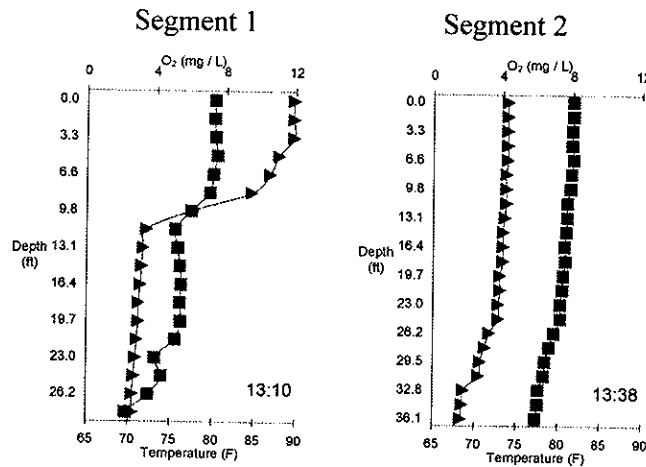 Segment 1
O₂ (mg / L)
0 4 8 12
0.0
3.3
6.6
9.8
Depth
(ft)
13.1
16.4
19.7
23.0
26.2
13:10
65 70 75 80 85 90
Temperature (F)
Segment 2
O₂ (mg / L)
0 4 8 12
0.0
3.3
6.6
9.8
13.1
Depth
(ft)
16.4
19.7
23.0
26.2
29.5
32.8
36.1
13:38
65 70 75 80 85 90
Temperature (F)